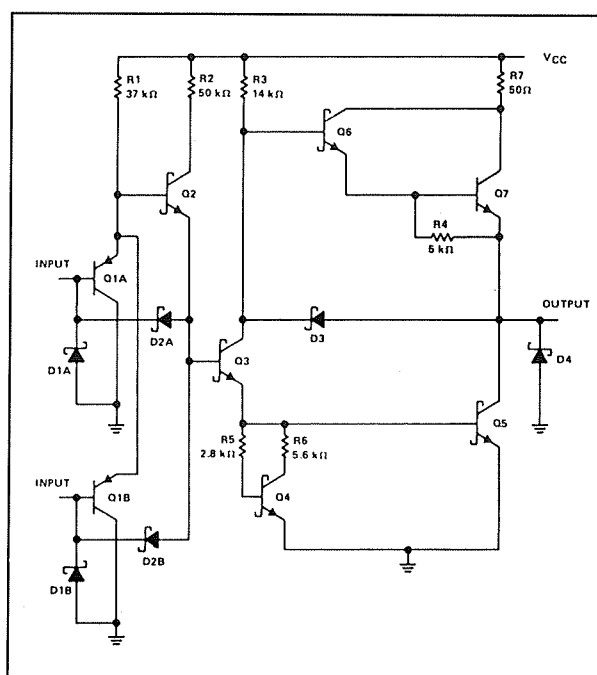 VCC
R1
37 kΩ
R2
50 kΩ
R3
14 kΩ
R7
50Ω
Q6
Q2
Q7
R4
5 kΩ
INPUT
Q1A
OUTPUT
D2A
D3
D1A
Q3
D4
Q5
R5
2.8 kΩ
R6
5.6 kΩ
INPUT
Q1B
Q4
D2B
D1B